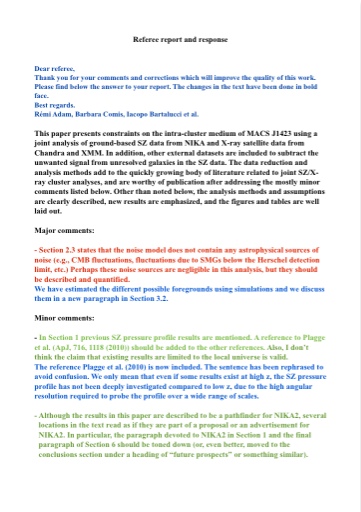 Referee report and response
Dear referee,
Thank you for your comments and corrections which will improve the quality of this work.
Please find below the answer to your report. The changes in the text have been done in bold
face.
Best regards.
Rémi Adam, Barbara Comis, Iacopo Bartalucci et al.
This paper presents constraints on the intra-cluster medium of MACS J1423 using a
joint analysis of ground-based SZ data from NIKA and X-ray satellite data from
Chandra and XMM. In addition, other external datasets are included to subtract the
unwanted signal from unresolved galaxies in the SZ data. The data reduction and
analysis methods add to the quickly growing body of literature related to joint SZ/X-
ray cluster analyses, and are worthy of publication after addressing the mostly minor
comments listed below. Other than noted below, the analysis methods and assumptions
are clearly described, new results are emphasized, and the figures and tables are well
laid out.
Major comments:
- Section 2.3 states that the noise model does not contain any astrophysical sources of
noise (e.g., CMB fluctuations, fluctuations due to SMGs below the Herschel detection
limit, etc.) Perhaps these noise sources are negligible in this analysis, but they should
be described and quantified.
We have estimated the different possible foregrounds using simulations and we discuss
them in a new paragraph in Section 3.2.
Minor comments:
- In Section 1 previous SZ pressure profile results are mentioned. A reference to Plagge
et al. (ApJ, 716, 1118 (2010)) should be added to the other references. Also, I don't
think the claim that existing results are limited to the local universe is valid.
The reference Plagge et al. (2010) is now included. The sentence has been rephrased to
avoid confusion. We only mean that even if some results exist at high z, the SZ pressure
profile has not been deeply investigated compared to low z, due to the high angular
resolution required to probe the profile over a wide range of scales.
- Although the results in this paper are described to be a pathfinder for NIKA2, several
locations in the text read as if they are part of a proposal or an advertisement for
NIKA2. In particular, the paragraph devoted to NIKA2 in Section 1 and the final
paragraph of Section 6 should be toned down (or, even better, moved to the
conclusions section under a heading of "future prospects" or something similar).